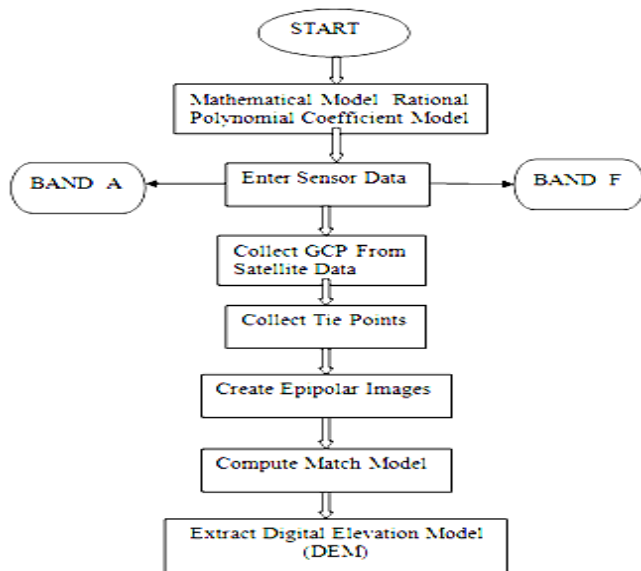 START
Mathematical Model Rational
Polynomial Coefficient Model
BAND A
Enter Sensor Data
BAND F
Collect GCP From
Satellite Data
Collect Tie Points
Create Epipolar Images
Compute Match Model
Extract Digital Elevation Model
(DEM)